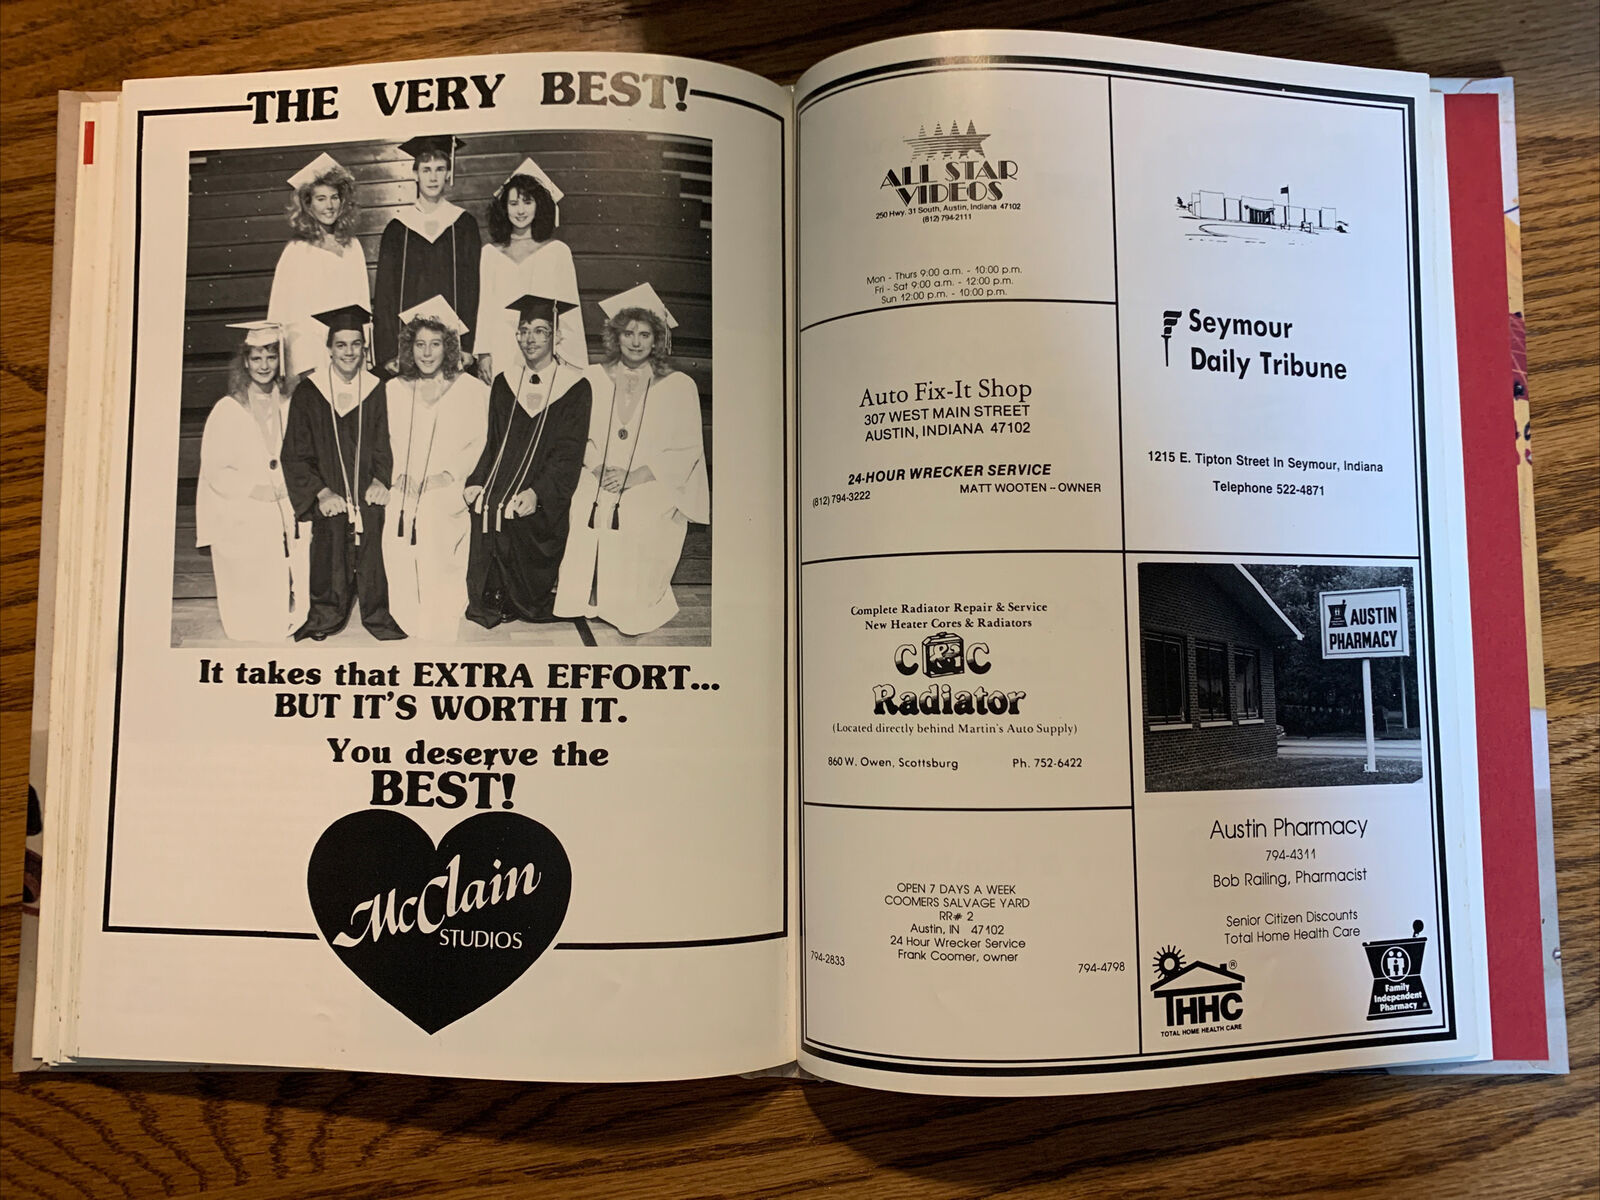 THE VERY BEST!
It takes that EXTRA EFFORT...
BUT IT'S WORTH IT.
You deserve the
BEST!
McClain
STUDIOS
ALL STAR
VIDEOS
250 Hwy. 31 South, Austin, Indiana 47102
(812) 794-2111
Mon - Thurs 9:00 a.m. - 10:00 p.m.
Fri - Sat 9:00 a.m. - 12:00 p.m.
Sun 12:00 p.m. - 10:00 p.m.
Auto Fix-It Shop
307 WEST MAIN STREET
AUSTIN, INDIANA 47102
24-HOUR WRECKER SERVICE
(812) 794-3222 MATT WOOTEN -- OWNER
Complete Radiator Repair & Service
New Heater Cores & Radiators
C & C
Radiator
(Located directly behind Martin's Auto Supply)
860 W. Owen, Scottsburg Ph. 752-6422
OPEN 7 DAYS A WEEK
COOMERS SALVAGE YARD
RR# 2
Austin, IN 47102
24 Hour Wrecker Service
Frank Coomer, owner
794-2833 794-4798
Seymour
Daily Tribune
1215 E. Tipton Street In Seymour, Indiana
Telephone 522-4871
AUSTIN
PHARMACY
Austin Pharmacy
794-4311
Bob Railing, Pharmacist
Senior Citizen Discounts
Total Home Health Care
THHC ®
TOTAL HOME HEALTH CARE
Family
Independent
Pharmacy ®